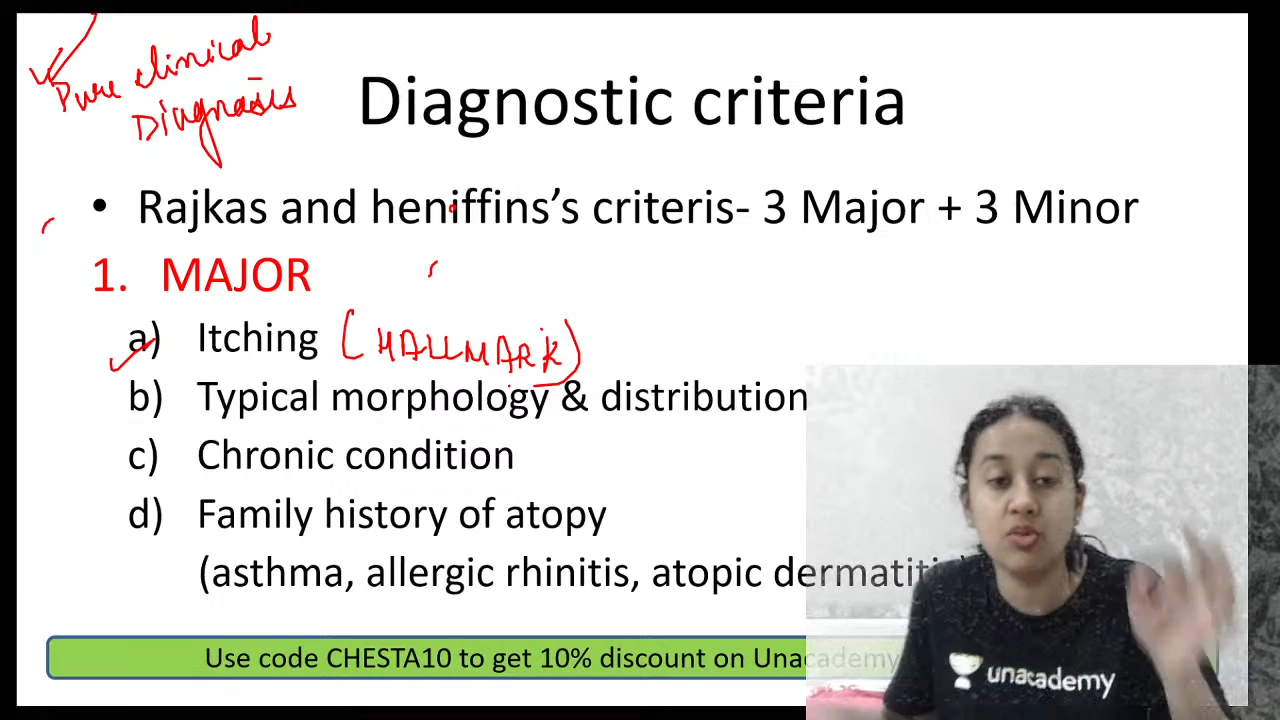 Pure clinical
Diagnosis
Diagnostic criteria
• Rajkas and heniffins’s criteris- 3 Major + 3 Minor
1. MAJOR
a) Itching (HALLMARK)
b) Typical morphology & distribution
c) Chronic condition
d) Family history of atopy
(asthma, allergic rhinitis, atopic dermatitis)
Use code CHESTA10 to get 10% discount on Unacademy
unacademy